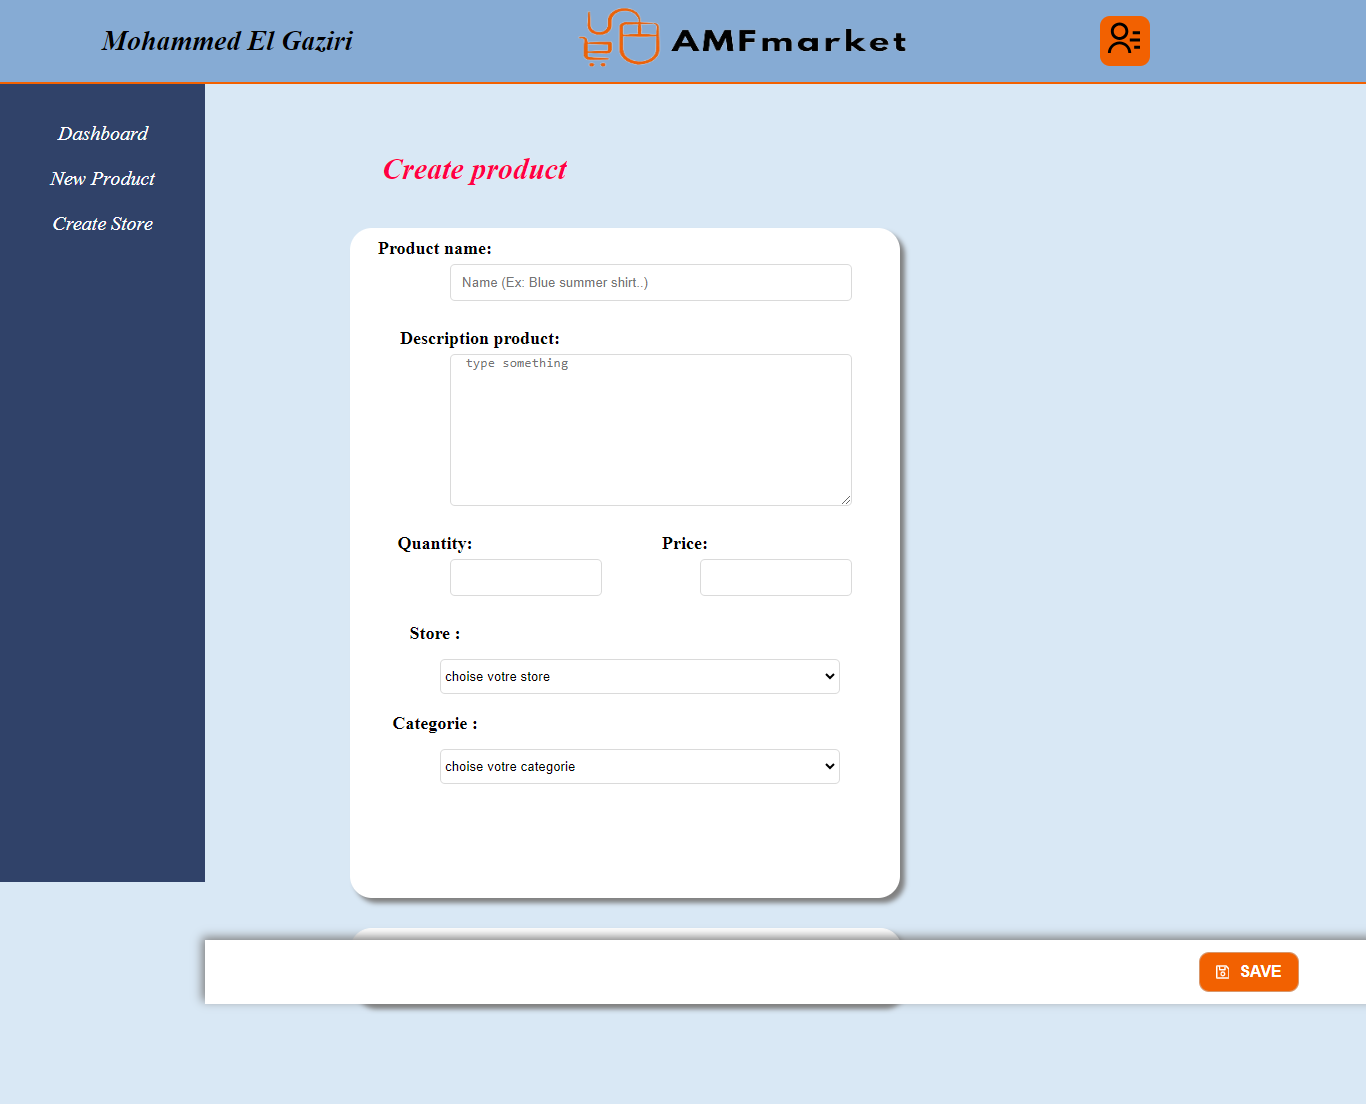 Mohammed El Gaziri
AMFmarket
Dashboard
New Product
Create Store
Create product
Product name:
Name (Ex: Blue summer shirt..)
Description product:
type something
Quantity:
Price:
Store :
choise votre store
Categorie :
choise votre categorie
SAVE